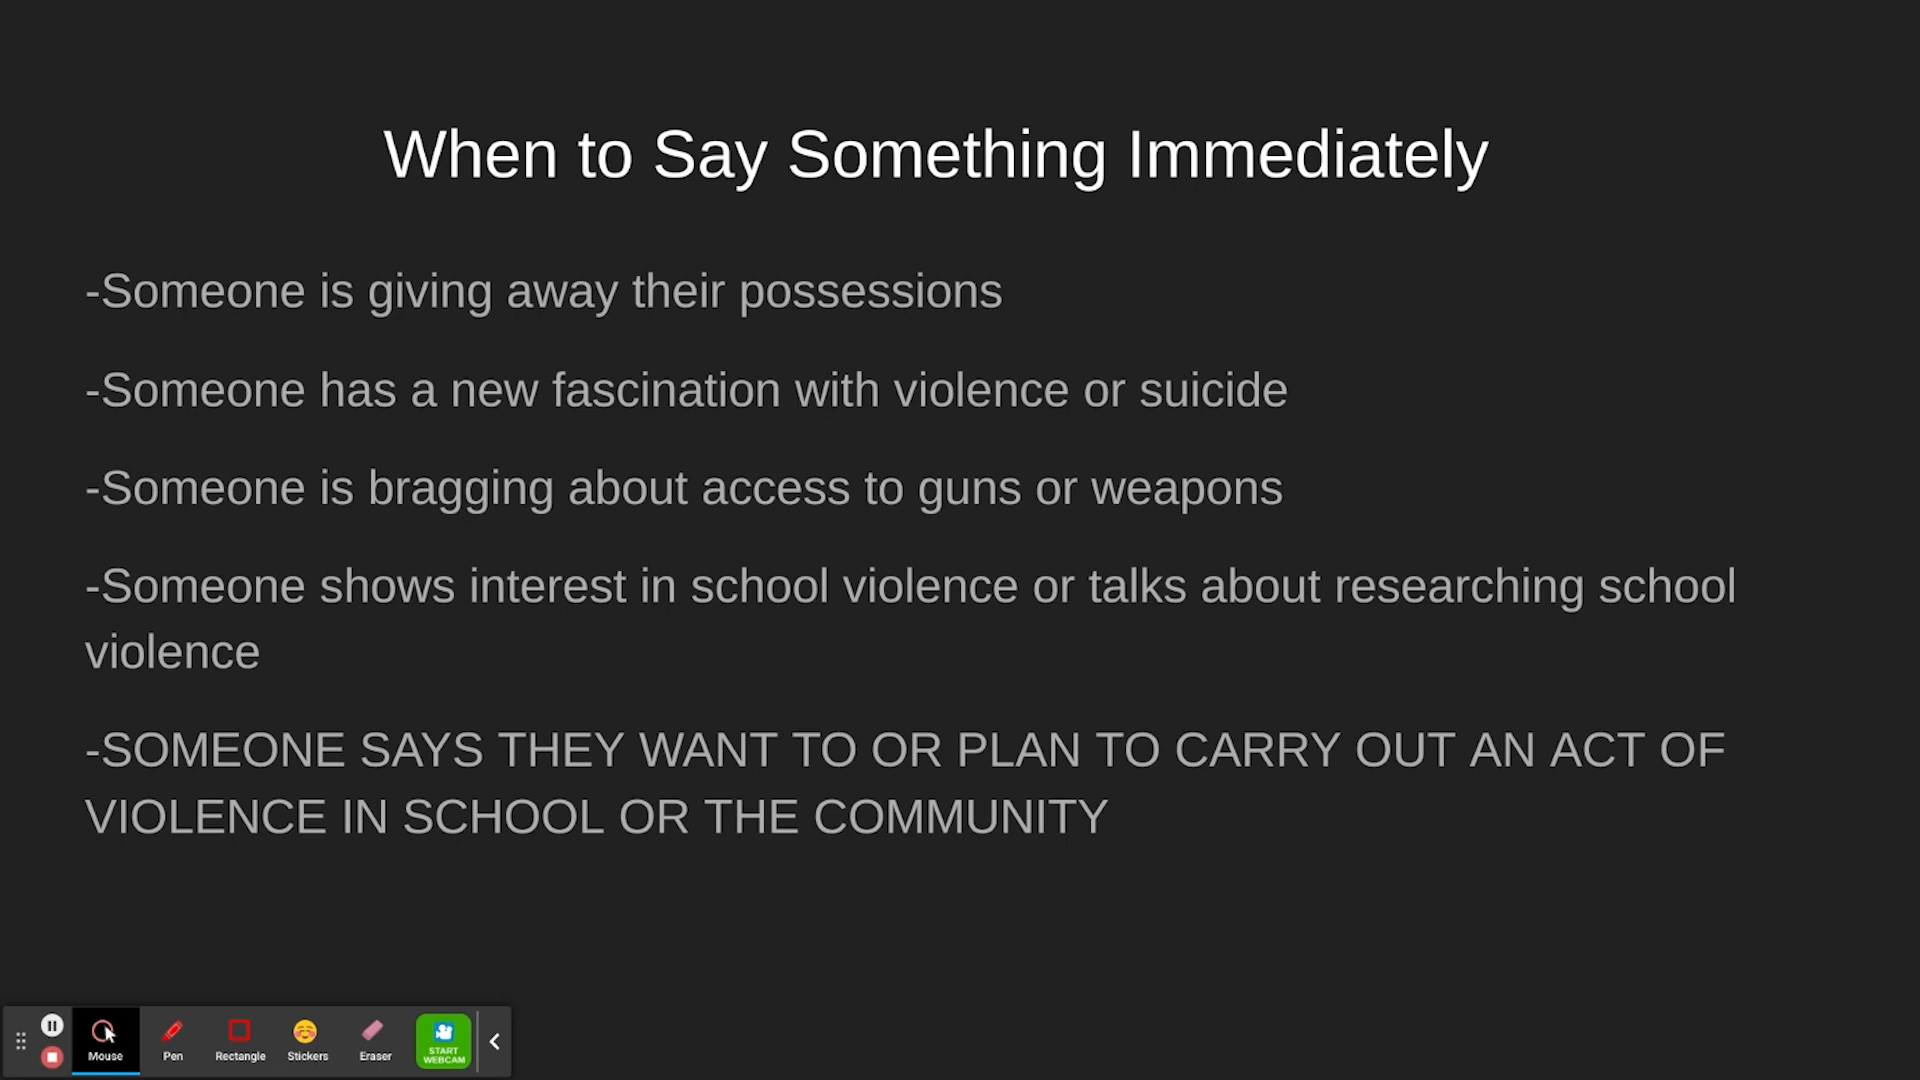 When to Say Something Immediately
-Someone is giving away their possessions
-Someone has a new fascination with violence or suicide
-Someone is bragging about access to guns or weapons
-Someone shows interest in school violence or talks about researching school
violence
-SOMEONE SAYS THEY WANT TO OR PLAN TO CARRY OUT AN ACT OF
VIOLENCE IN SCHOOL OR THE COMMUNITY
Mouse
Pen
Rectangle
Stickers
Eraser
START
WEBCAM